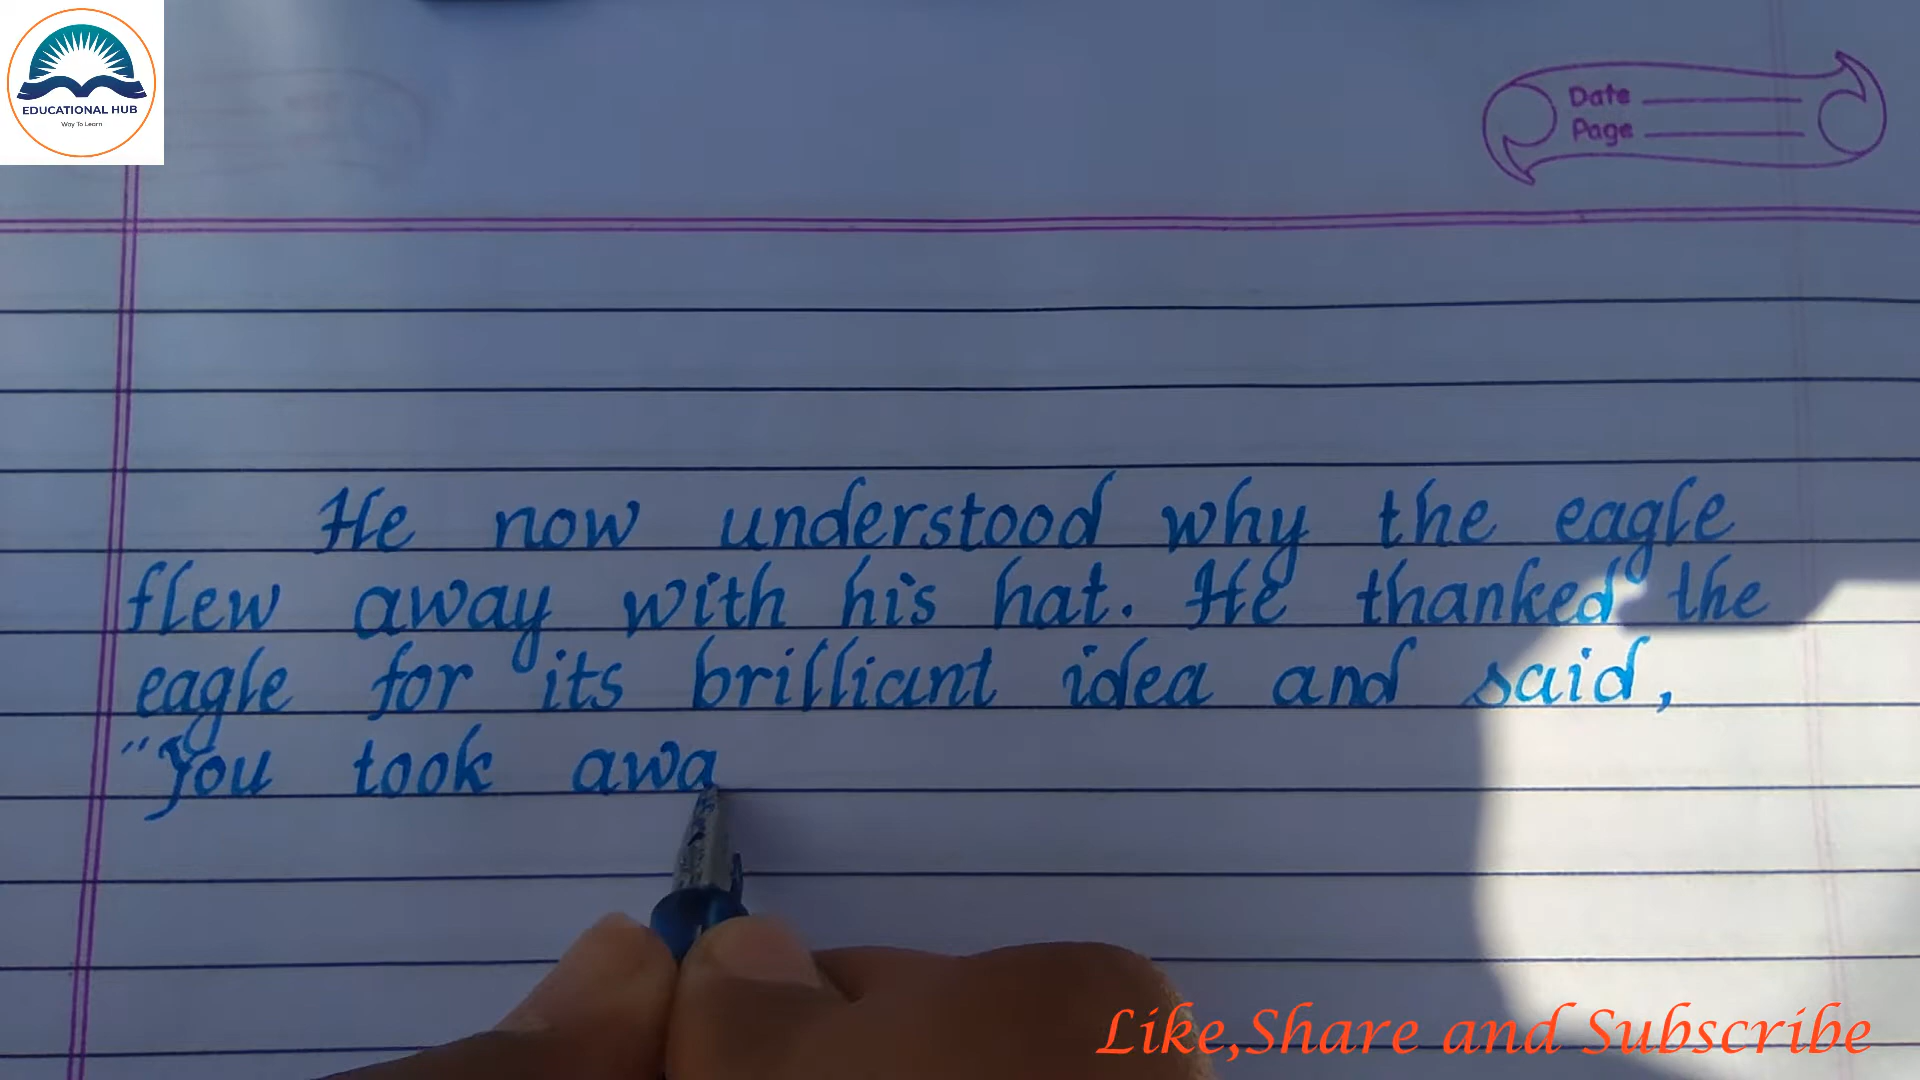 EDUCATIONAL HUB
Way To Learn
Date
Page
He now understood why the eagle
flew away with his hat. He thanked the
eagle for its brilliant idea and said,
"You took awa
Like,Share and Subscribe